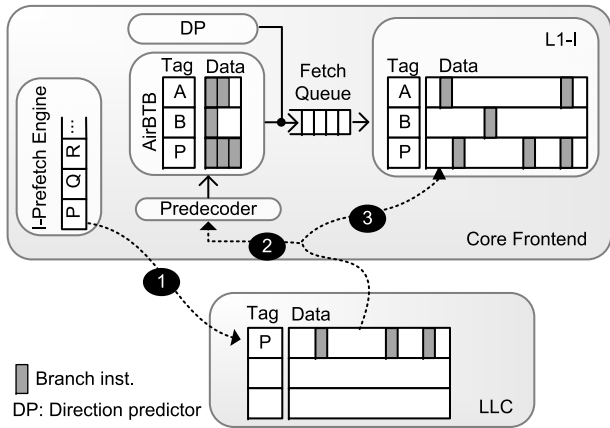 DP
L1-I
Tag Data
Fetch
Queue
Tag Data
I-Prefetch Engine
P Q R ...
AirBTB
A
B
P
A
B
P
Predecoder
1
2
3
Core Frontend
Tag Data
P
LLC
Branch inst.
DP: Direction predictor